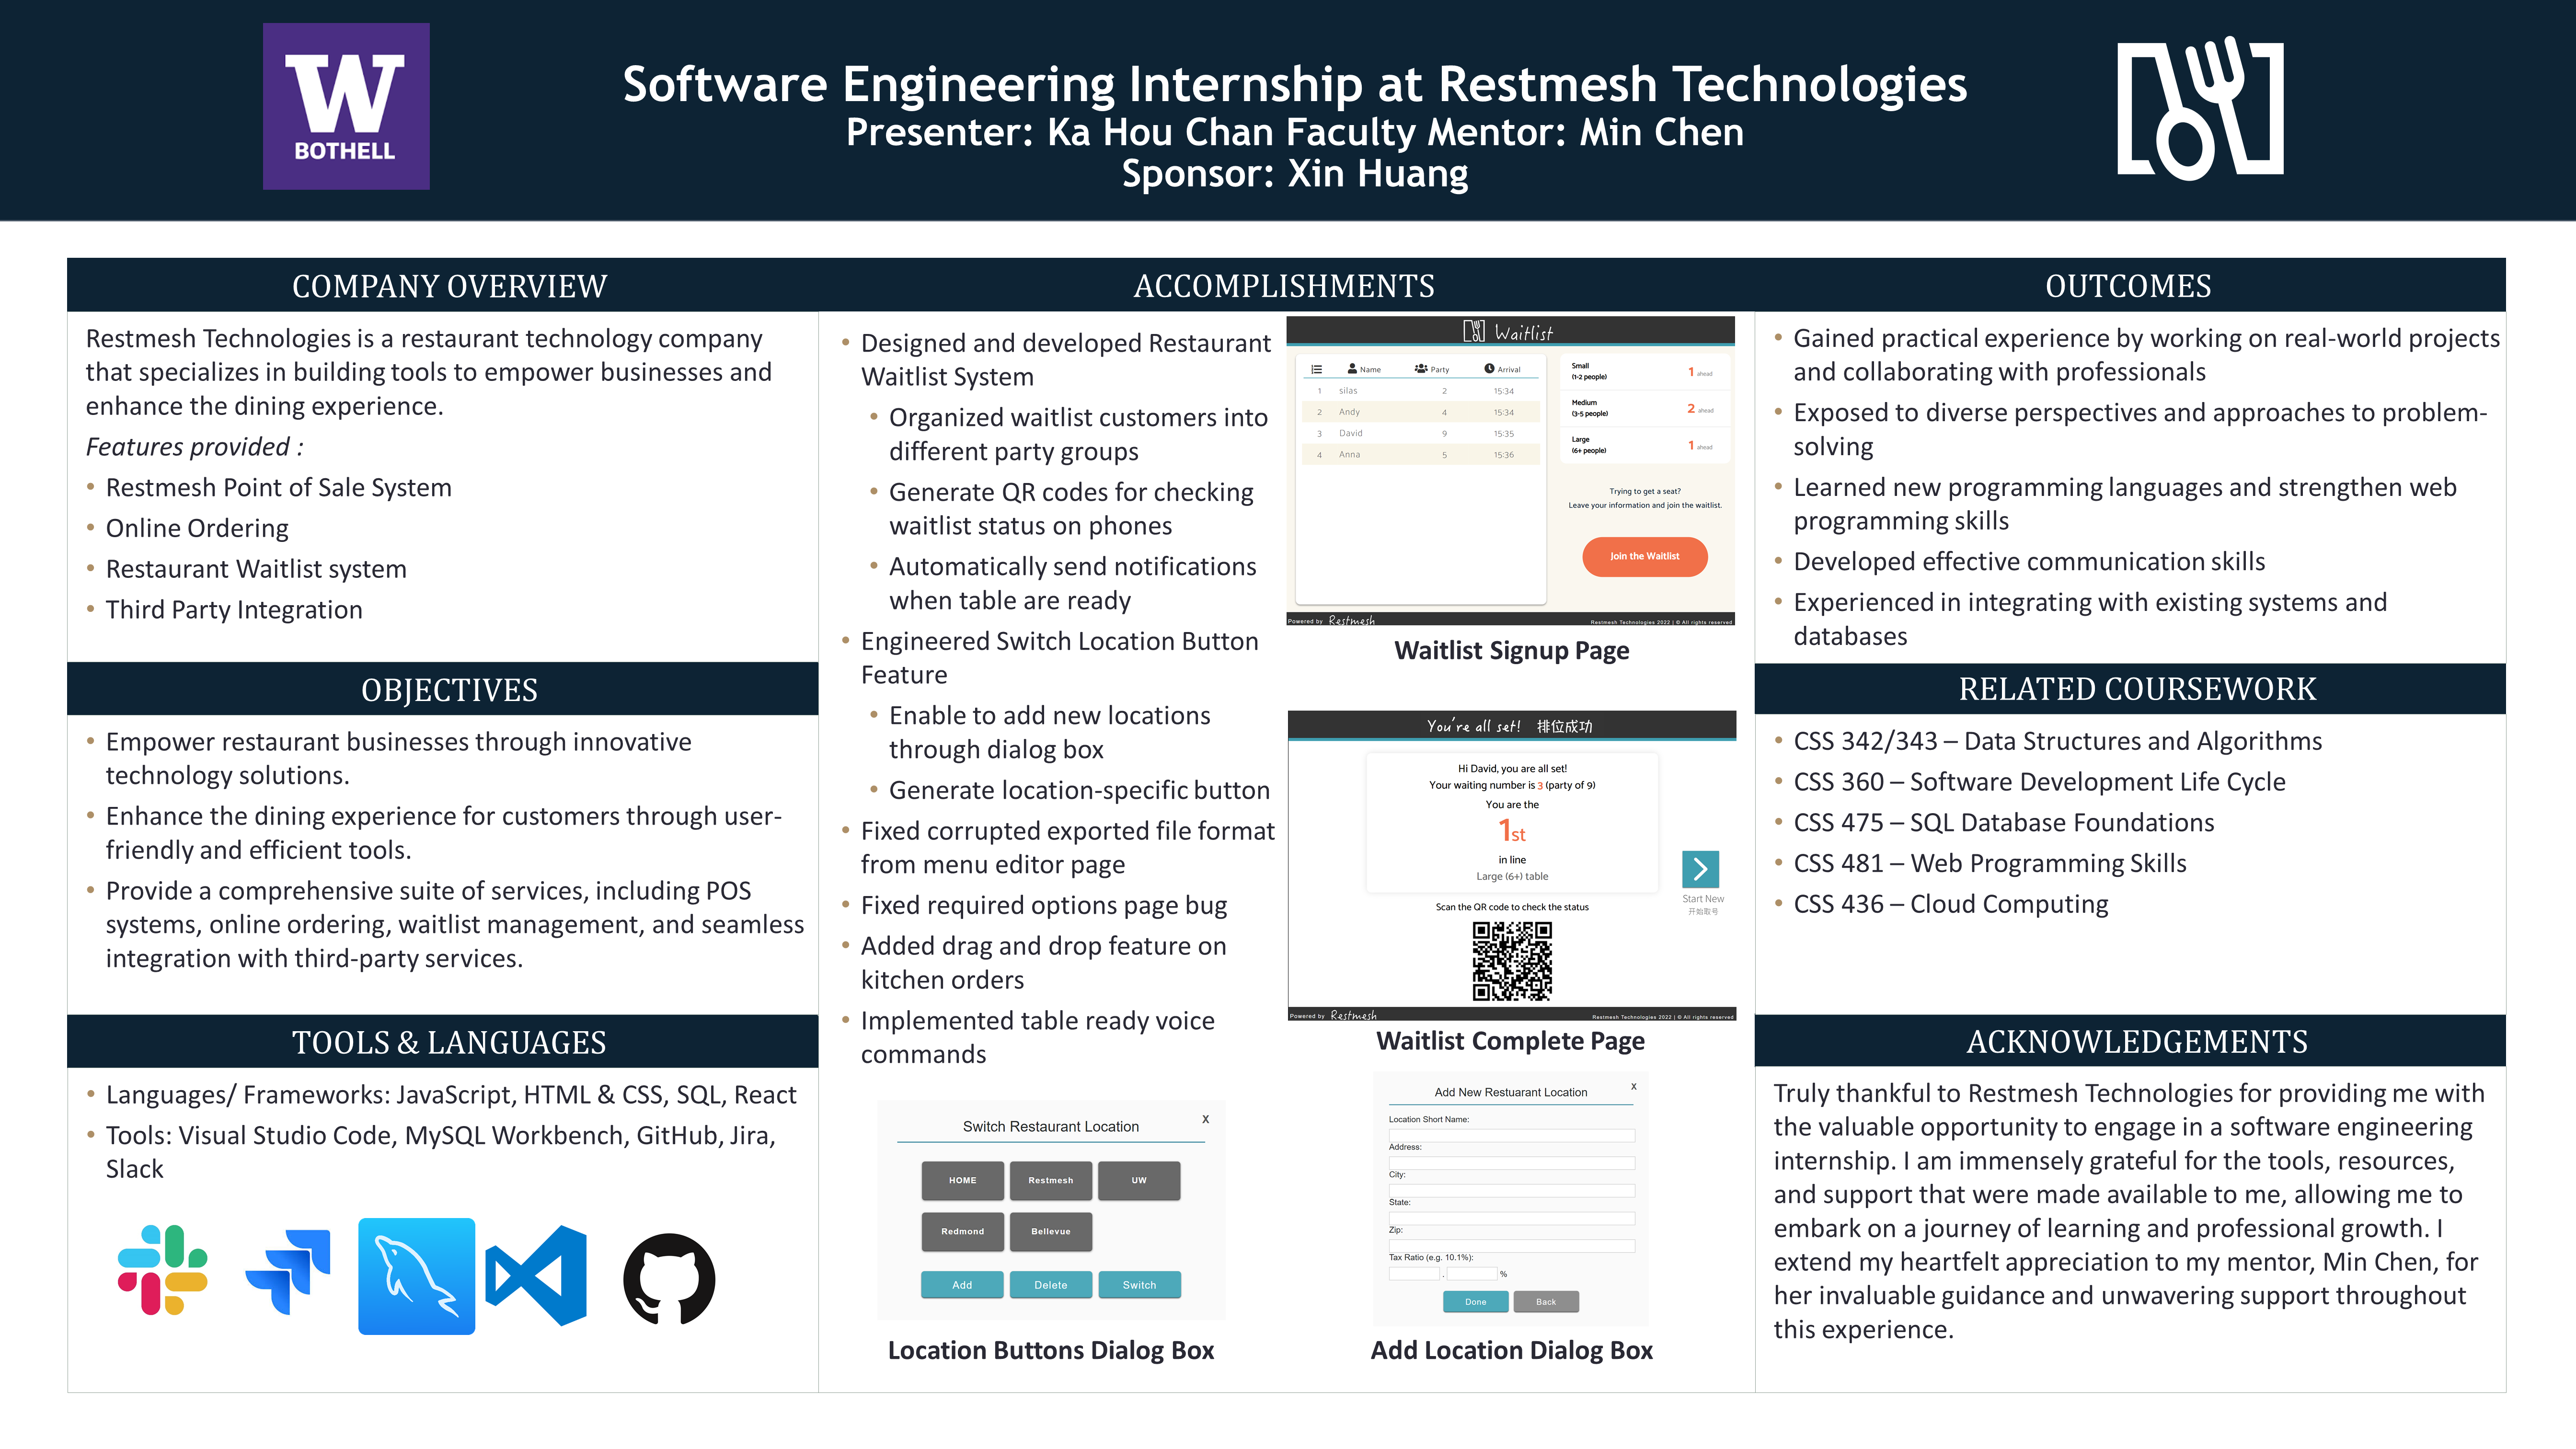 W
BOTHELL
Software Engineering Internship at Restmesh Technologies
Presenter: Ka Hou Chan Faculty Mentor: Min Chen
Sponsor: Xin Huang
COMPANY OVERVIEW
Restmesh Technologies is a restaurant technology company
that specializes in building tools to empower businesses and
enhance the dining experience.
Features provided :
• Restmesh Point of Sale System
• Online Ordering
• Restaurant Waitlist system
• Third Party Integration
OBJECTIVES
• Empower restaurant businesses through innovative
technology solutions.
• Enhance the dining experience for customers through user-
friendly and efficient tools.
• Provide a comprehensive suite of services, including POS
systems, online ordering, waitlist management, and seamless
integration with third-party services.
TOOLS & LANGUAGES
• Languages/ Frameworks: JavaScript, HTML & CSS, SQL, React
• Tools: Visual Studio Code, MySQL Workbench, GitHub, Jira,
Slack
ACCOMPLISHMENTS
• Designed and developed Restaurant
Waitlist System
• Organized waitlist customers into
different party groups
• Generate QR codes for checking
waitlist status on phones
• Automatically send notifications
when table are ready
• Engineered Switch Location Button
Feature
• Enable to add new locations
through dialog box
• Generate location-specific button
• Fixed corrupted exported file format
from menu editor page
• Fixed required options page bug
• Added drag and drop feature on
kitchen orders
• Implemented table ready voice
commands
Switch Restaurant Location
X
HOME Restmesh UW
Redmond Bellevue
Add Delete Switch
Location Buttons Dialog Box
Waitlist
Name Party Arrival
1 silas 2 15:34
2 Andy 4 15:34
3 David 9 15:35
4 Anna 5 15:36
Small
(1-2 people)
1 ahead
Medium
(3-5 people)
2 ahead
Large
(6+ people)
1 ahead
Trying to get a seat?
Leave your information and join the waitlist.
Join the Waitlist
Powered by Restmesh
Restmesh Technologies 2022 | © All rights reserved
Waitlist Signup Page
You're all set! 排位成功
Hi David, you are all set!
Your waiting number is 3 (party of 9)
You are the
1st
in line
Large (6+) table
Start New
开始取号
Scan the QR code to check the status
Powered by Restmesh
Restmesh Technologies 2022 | © All rights reserved
Waitlist Complete Page
Add New Restuarant Location
X
Location Short Name:
Address:
City:
State:
Zip:
Tax Ratio (e.g. 10.1%):
. %
Done Back
Add Location Dialog Box
OUTCOMES
• Gained practical experience by working on real-world projects
and collaborating with professionals
• Exposed to diverse perspectives and approaches to problem-
solving
• Learned new programming languages and strengthen web
programming skills
• Developed effective communication skills
• Experienced in integrating with existing systems and
databases
RELATED COURSEWORK
• CSS 342/343 – Data Structures and Algorithms
• CSS 360 – Software Development Life Cycle
• CSS 475 – SQL Database Foundations
• CSS 481 – Web Programming Skills
• CSS 436 – Cloud Computing
ACKNOWLEDGEMENTS
Truly thankful to Restmesh Technologies for providing me with
the valuable opportunity to engage in a software engineering
internship. I am immensely grateful for the tools, resources,
and support that were made available to me, allowing me to
embark on a journey of learning and professional growth. I
extend my heartfelt appreciation to my mentor, Min Chen, for
her invaluable guidance and unwavering support throughout
this experience.